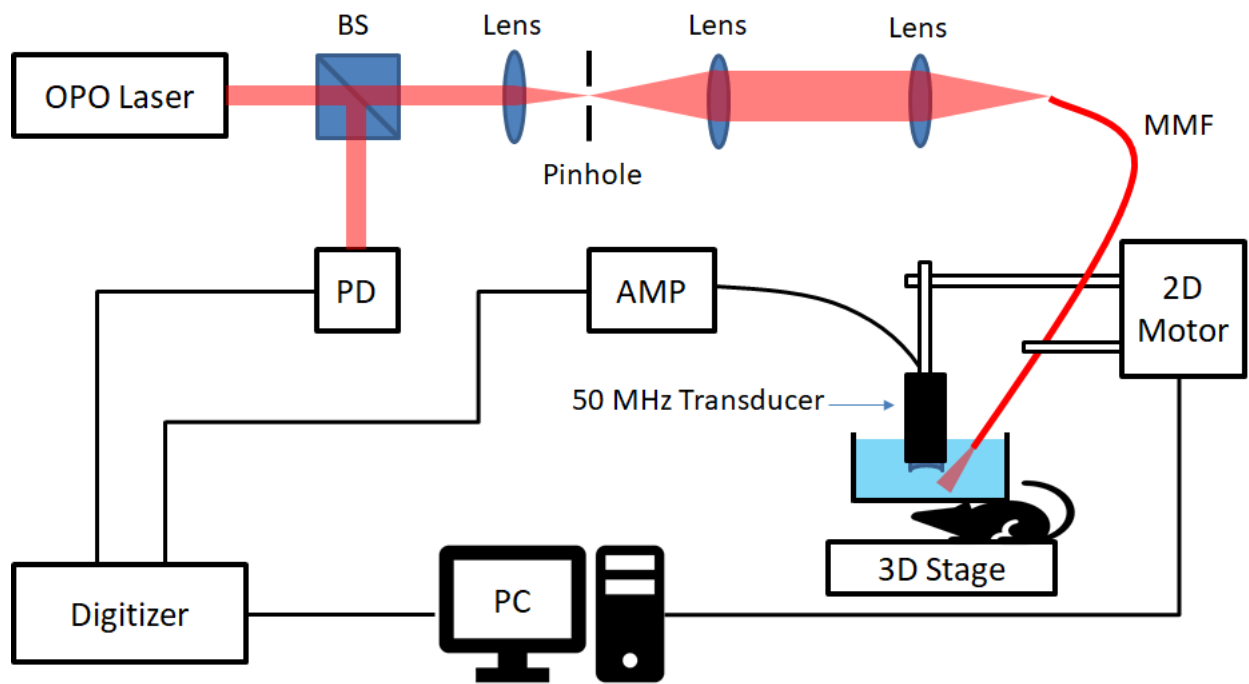 BS
Lens
Lens
Lens
OPO Laser
MMF
Pinhole
PD
AMP
2D
Motor
50 MHz Transducer
3D Stage
Digitizer
PC